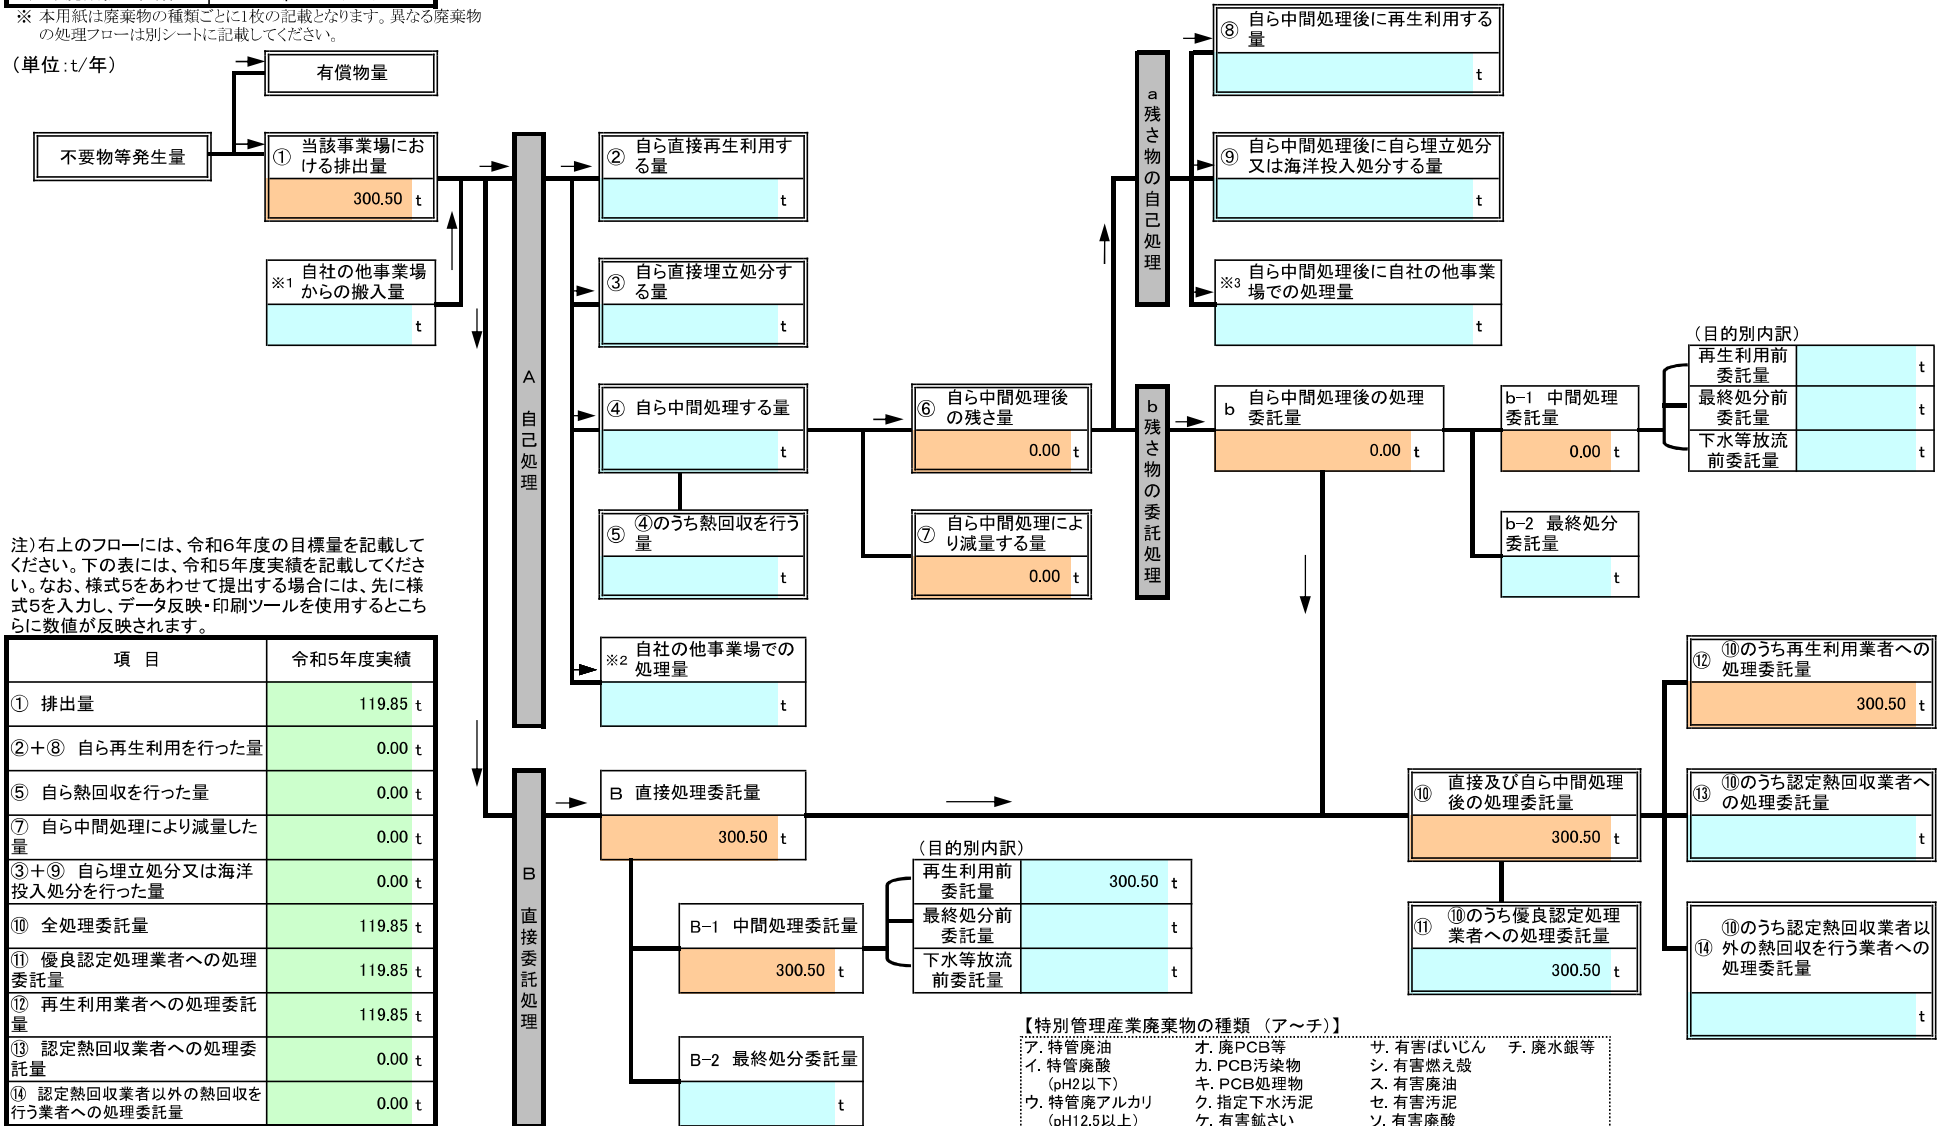 ※ 本用紙は廃棄物の種類ごとに1枚の記載となります。異なる廃棄物
の処理フローは別シートに記載してください。
(単位:t/年)
有償物量
不要物等発生量
① 当該事業場にお
ける排出量
300.50 t
※1 自社の他事業場
からの搬入量
t
A 自己処理
② 自ら直接再生利用す
る量
t
③ 自ら直接埋立処分す
る量
t
④ 自ら中間処理する量
t
⑤ ④のうち熱回収を行う
量
t
※2 自社の他事業場での
処理量
t
⑥ 自ら中間処理後
の残さ量
0.00 t
⑦ 自ら中間処理によ
り減量する量
0.00 t
a残さ物の自己処理
⑧ 自ら中間処理後に再生利用する
量
t
⑨ 自ら中間処理後に自ら埋立処分
又は海洋投入処分する量
t
※3 自ら中間処理後に自社の他事業
場での処理量
t
b残さ物の委託処理
b 自ら中間処理後の処理
委託量
0.00 t
b-1 中間処理
委託量
0.00 t
(目的別内訳)
再生利用前
委託量
t
最終処分前
委託量
t
下水等放流
前委託量
t
b-2 最終処分
委託量
t
注)右上のフローには、令和6年度の目標量を記載して
ください。下の表には、令和5年度実績を記載してくださ
い。なお、様式5をあわせて提出する場合には、先に様
式5を入力し、データ反映・印刷ツールを使用するとこち
らに数値が反映されます。
項 目 令和5年度実績
① 排出量 119.85 t
②+⑧ 自ら再生利用を行った量 0.00 t
⑤ 自ら熱回収を行った量 0.00 t
⑦ 自ら中間処理により減量した
量 0.00 t
③+⑨ 自ら埋立処分又は海洋
投入処分を行った量 0.00 t
⑩ 全処理委託量 119.85 t
⑪ 優良認定処理業者への処理
委託量 119.85 t
⑫ 再生利用業者への処理委託
量 119.85 t
⑬ 認定熱回収業者への処理委
託量 0.00 t
⑭ 認定熱回収業者以外の熱回収を
行う業者への処理委託量 0.00 t
B 直接委託処理
B 直接処理委託量
300.50 t
B-1 中間処理委託量
300.50 t
(目的別内訳)
再生利用前
委託量
300.50 t
最終処分前
委託量
t
下水等放流
前委託量
t
B-2 最終処分委託量
t
⑩ 直接及び自ら中間処理
後の処理委託量
300.50 t
⑪ ⑩のうち優良認定処理
業者への処理委託量
300.50 t
⑫ ⑩のうち再生利用業者への
処理委託量
300.50 t
⑬ ⑩のうち認定熱回収業者へ
の処理委託量
t
⑭ ⑩のうち認定熱回収業者以
外の熱回収を行う業者への
処理委託量
t
【特別管理産業廃棄物の種類 (ア～チ)】
ア. 特管廃油 オ. 廃PCB等 サ. 有害ばいじん チ. 廃水銀等
イ. 特管廃酸 カ. PCB汚染物 シ. 有害燃え殻
(pH2以下) キ. PCB処理物 ス. 有害廃油
ウ. 特管廃アルカリ ク. 指定下水汚泥 セ. 有害汚泥
(pH12.5以上) ケ. 有害鉱さい ソ. 有害廃酸